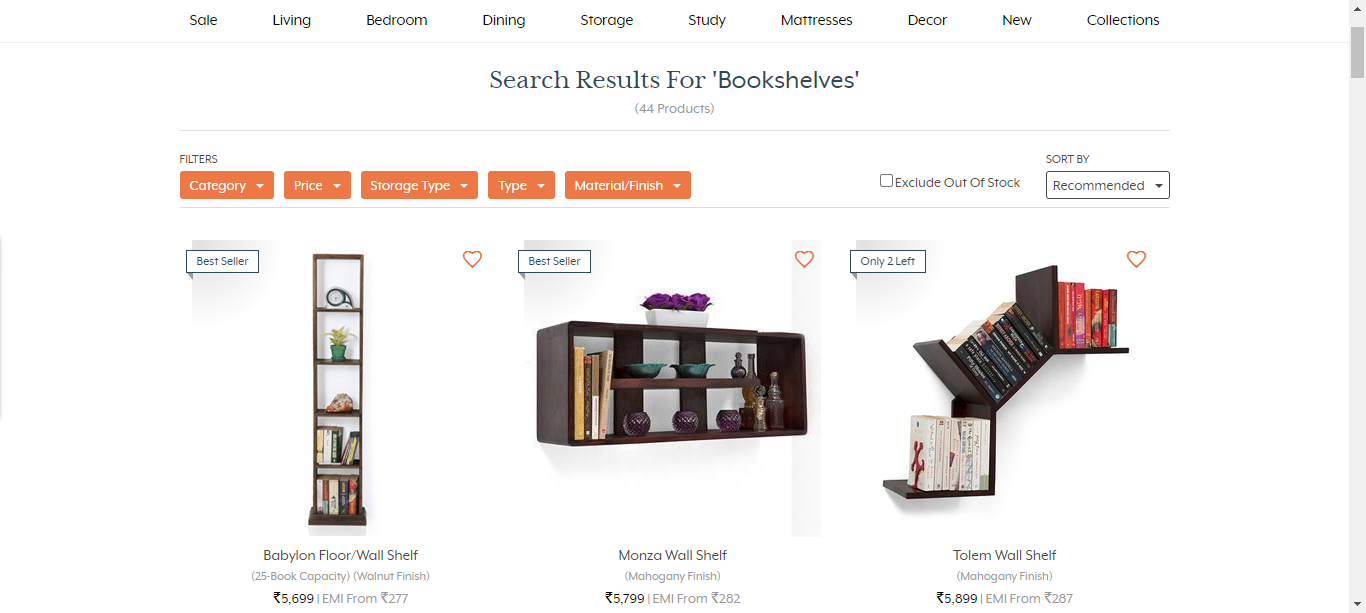 Sale Living Bedroom Dining Storage Study Mattresses Decor New Collections
Search Results For 'Bookshelves'
(44 Products)
FILTERS
SORT BY
Category Price Storage Type Type Material/Finish
Exclude Out Of Stock
Recommended
Best Seller
Best Seller
Only 2 Left
Babylon Floor/Wall Shelf
(25-Book Capacity) (Walnut Finish)
₹5,699 | EMI From ₹277
Monza Wall Shelf
(Mahogany Finish)
₹5,799 | EMI From ₹282
Tolem Wall Shelf
(Mahogany Finish)
₹5,899 | EMI From ₹287